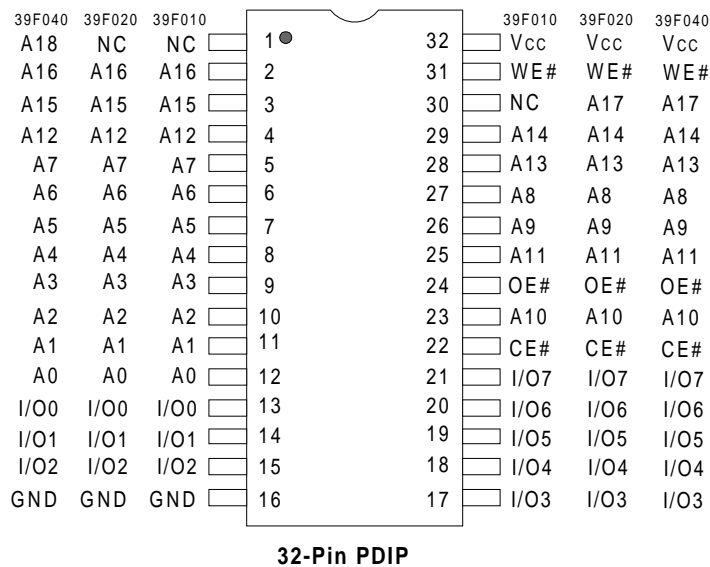 39F040 39F020 39F010 39F010 39F020 39F040
A18 NC NC 1 32 Vcc Vcc Vcc
A16 A16 A16 2 31 WE# WE# WE#
A15 A15 A15 3 30 NC A17 A17
A12 A12 A12 4 29 A14 A14 A14
A7 A7 A7 5 28 A13 A13 A13
A6 A6 A6 6 27 A8 A8 A8
A5 A5 A5 7 26 A9 A9 A9
A4 A4 A4 8 25 A11 A11 A11
A3 A3 A3 9 24 OE# OE# OE#
A2 A2 A2 10 23 A10 A10 A10
A1 A1 A1 11 22 CE# CE# CE#
A0 A0 A0 12 21 I/O7 I/O7 I/O7
I/O0 I/O0 I/O0 13 20 I/O6 I/O6 I/O6
I/O1 I/O1 I/O1 14 19 I/O5 I/O5 I/O5
I/O2 I/O2 I/O2 15 18 I/O4 I/O4 I/O4
GND GND GND 16 17 I/O3 I/O3 I/O3
32-Pin PDIP